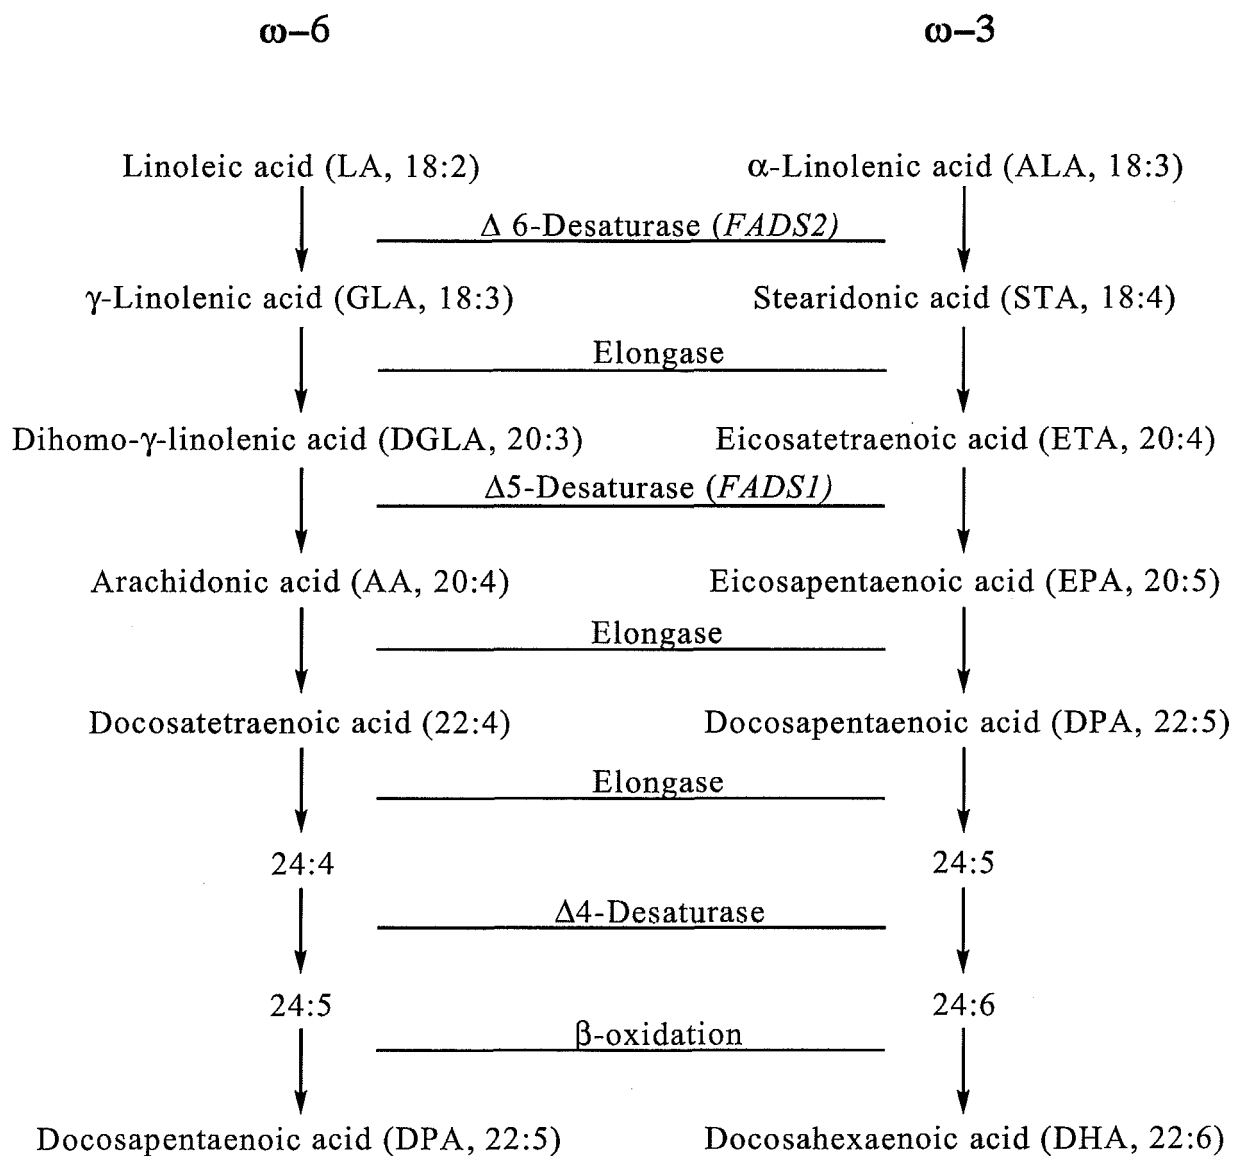 ω–6 ω–3
Linoleic acid (LA, 18:2) α-Linolenic acid (ALA, 18:3)
Δ 6-Desaturase (FADS2)
γ-Linolenic acid (GLA, 18:3) Stearidonic acid (STA, 18:4)
Elongase
Dihomo-γ-linolenic acid (DGLA, 20:3) Eicosatetraenoic acid (ETA, 20:4)
Δ5-Desaturase (FADS1)
Arachidonic acid (AA, 20:4) Eicosapentaenoic acid (EPA, 20:5)
Elongase
Docosatetraenoic acid (22:4) Docosapentaenoic acid (DPA, 22:5)
Elongase
24:4 24:5
Δ4-Desaturase
24:5 24:6
β-oxidation
Docosapentaenoic acid (DPA, 22:5) Docosahexaenoic acid (DHA, 22:6)